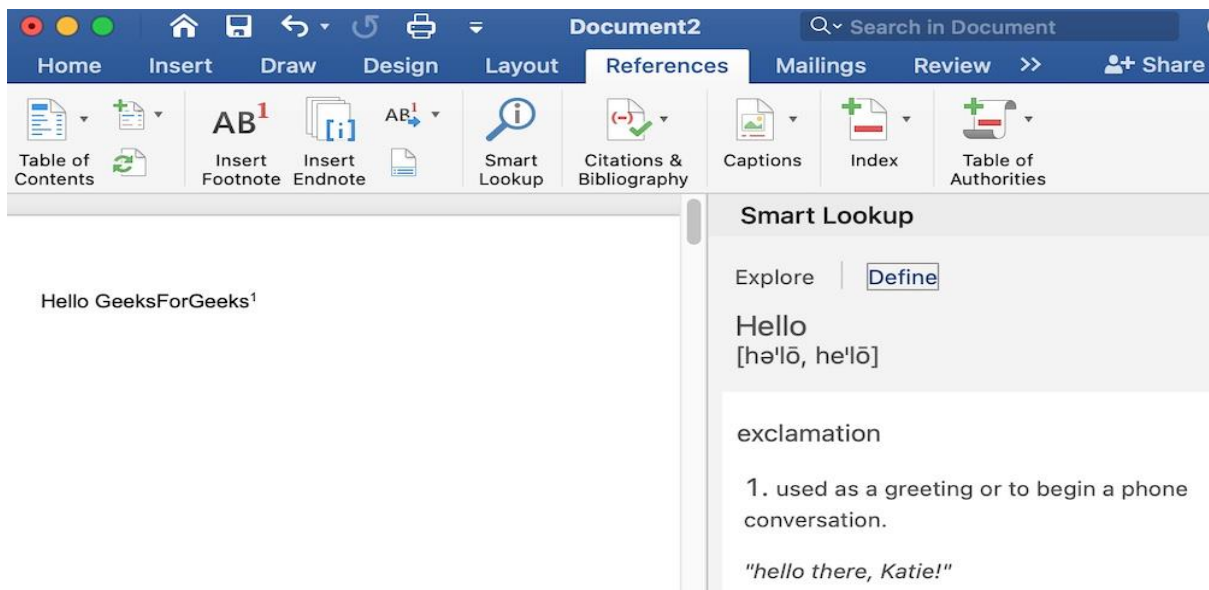 Document2
Search in Document
Home Insert Draw Design Layout References Mailings Review >> Share
AB1 [i] AB1 (-)
Table of Contents
Insert Footnote
Insert Endnote
Smart Lookup
Citations & Bibliography
Captions
Index
Table of Authorities
Smart Lookup
Explore Define
Hello GeeksForGeeks¹
Hello
[hə'lō, he'lō]
exclamation
1. used as a greeting or to begin a phone
conversation.
"hello there, Katie!"